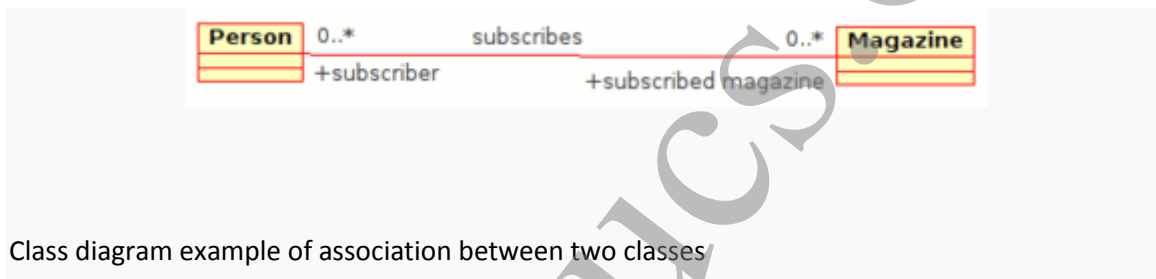 Person 0..* subscribes 0..* Magazine
+subscriber +subscribed magazine
Class diagram example of association between two classes